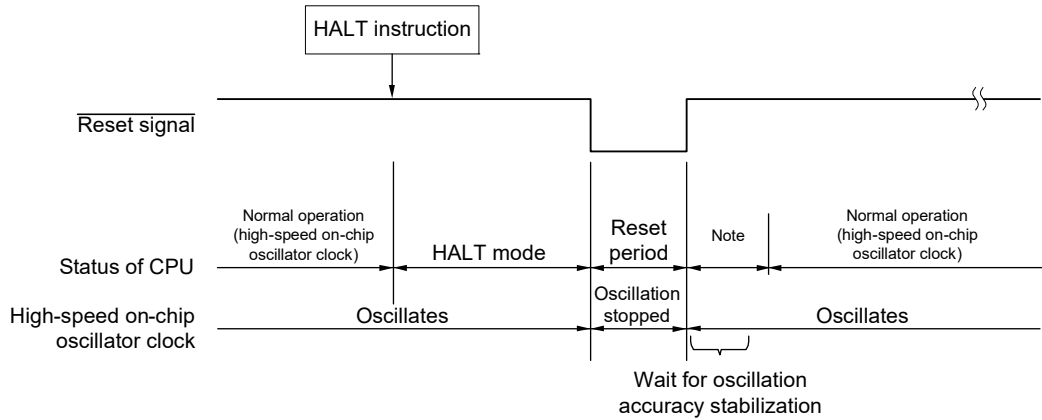 HALT instruction
Reset signal
Normal operation
(high-speed on-chip
oscillator clock)
HALT mode
Reset
period
Note
Normal operation
(high-speed on-chip
oscillator clock)
Status of CPU
High-speed on-chip
oscillator clock
Oscillates
Oscillation
stopped
Oscillates
Wait for oscillation
accuracy stabilization